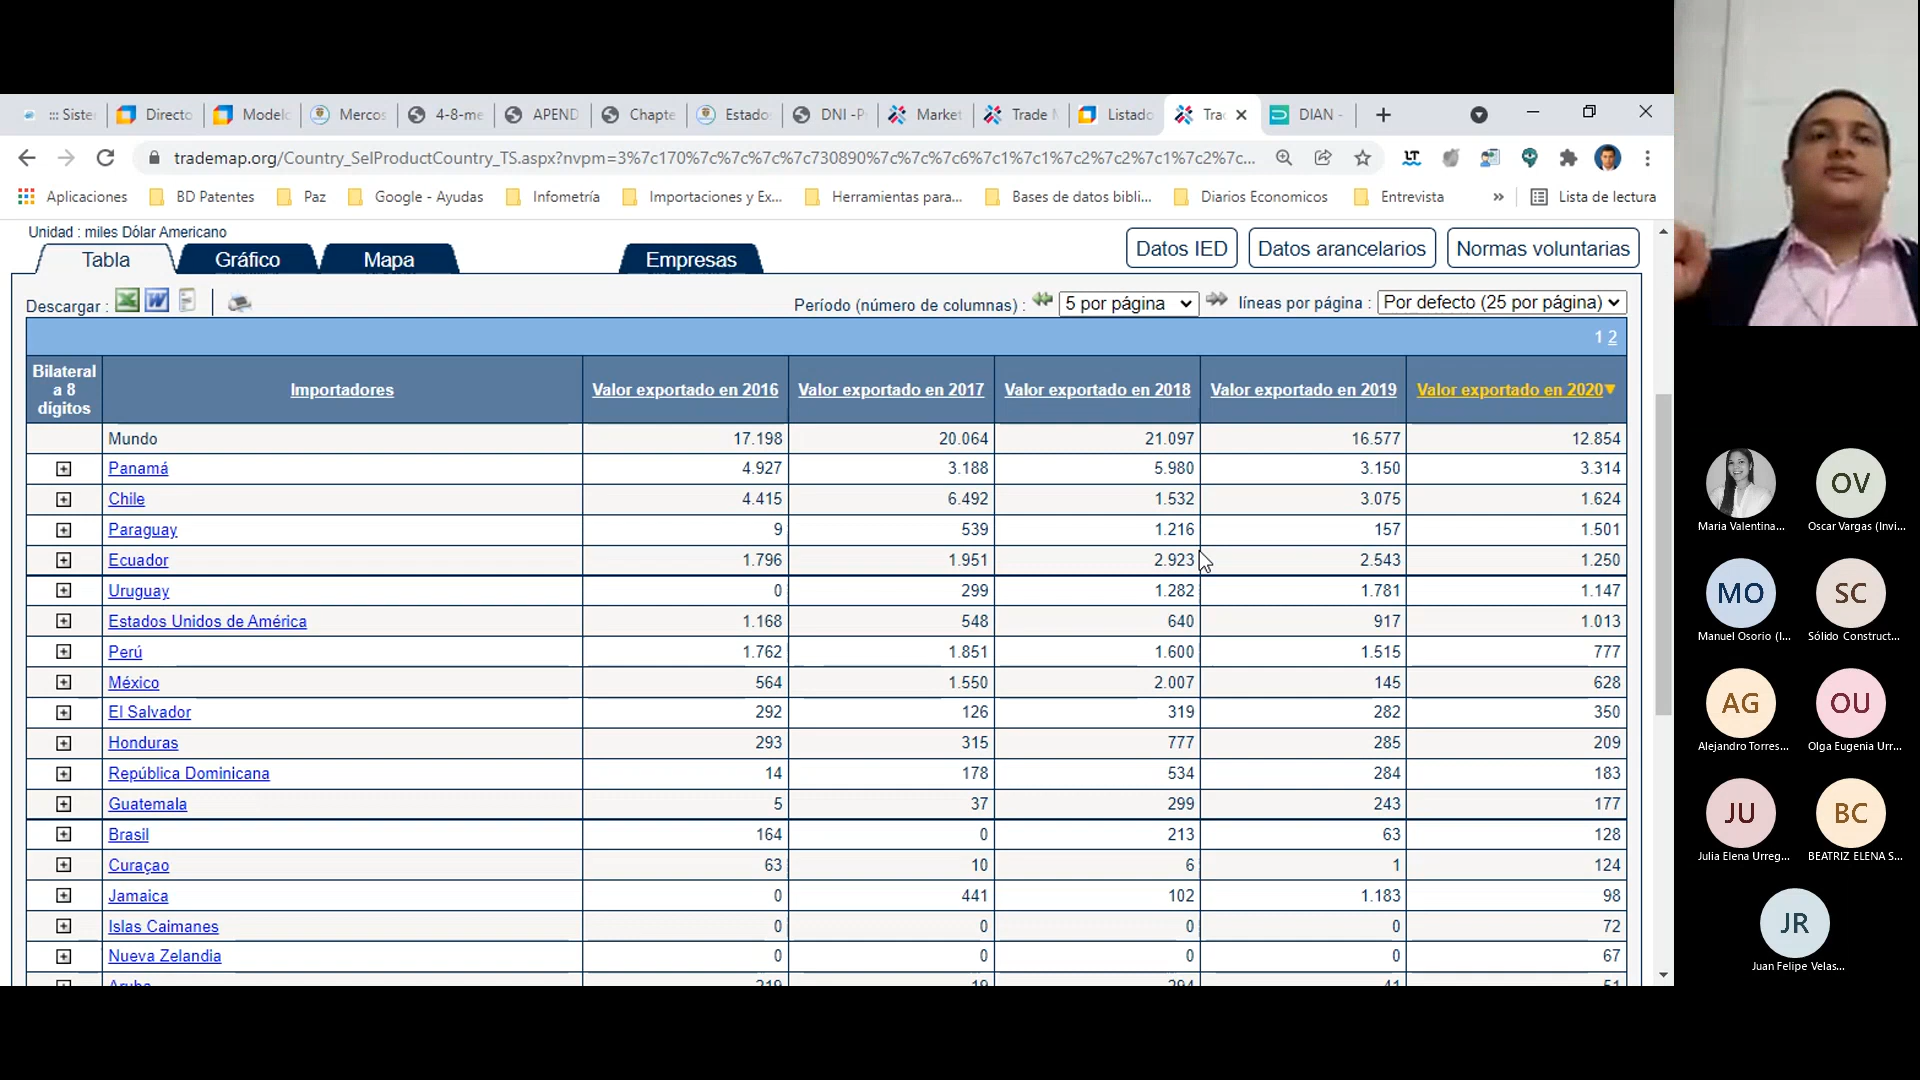 ::: Siste
Directo
Model
Mercos
4-8-me
APEND
Chapte
Estado
DNI -P
Market
Trade M
Listado
Trac
DIAN -
trademap.org/Country_SelProductCountry_TS.aspx?nvpm=3%7c170%7c%7c%7c%7c730890%7c%7c%7c6%7c1%7c1%7c2%7c2%7c1%7c2%7c...
LT
Aplicaciones
BD Patentes
Paz
Google - Ayudas
Infometría
Importaciones y Ex...
Herramientas para...
Bases de datos bibli...
Diarios Economicos
Entrevista
»
Lista de lectura
Unidad : miles Dólar Americano
Tabla
Gráfico
Mapa
Empresas
Datos IED
Datos arancelarios
Normas voluntarias
Descargar :
Período (número de columnas) : 5 por página
líneas por página : Por defecto (25 por página)
1 2
Bilateral a 8 dígitos Importadores Valor exportado en 2016 Valor exportado en 2017 Valor exportado en 2018 Valor exportado en 2019 Valor exportado en 2020▼
Mundo 17.198 20.064 21.097 16.577 12.854
Panamá 4.927 3.188 5.980 3.150 3.314
Chile 4.415 6.492 1.532 3.075 1.624
Paraguay 9 539 1.216 157 1.501
Ecuador 1.796 1.951 2.923 2.543 1.250
Uruguay 0 299 1.282 1.781 1.147
Estados Unidos de América 1.168 548 640 917 1.013
Perú 1.762 1.851 1.600 1.515 777
México 564 1.550 2.007 145 628
El Salvador 292 126 319 282 350
Honduras 293 315 777 285 209
República Dominicana 14 178 534 284 183
Guatemala 5 37 299 243 177
Brasil 164 0 213 63 128
Curaçao 63 10 6 1 124
Jamaica 0 441 102 1.183 98
Islas Caimanes 0 0 0 0 72
Nueva Zelandia 0 0 0 0 67
Aruba 219 19 294 41 51
OV
Maria Valentina...
Oscar Vargas (Invi...
MO
SC
Manuel Osorio (I...
Sólido Construct...
AG
OU
Alejandro Torres...
Olga Eugenia Urr...
JU
BC
Julia Elena Urreg...
BEATRIZ ELENA S...
JR
Juan Felipe Velas...